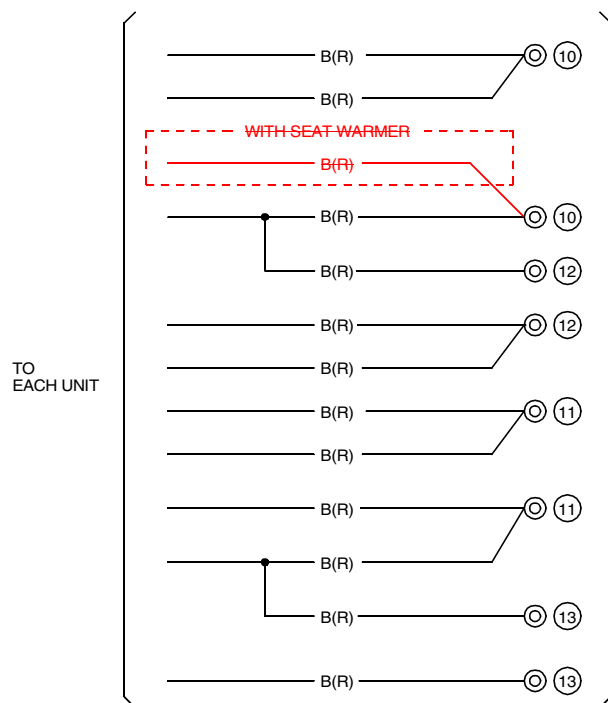 B(R) 10
B(R)
WITH SEAT WARMER
B(R)
B(R) 10
B(R) 12
B(R) 12
TO
EACH UNIT
B(R)
B(R) 11
B(R)
B(R) 11
B(R)
B(R) 13
B(R) 13